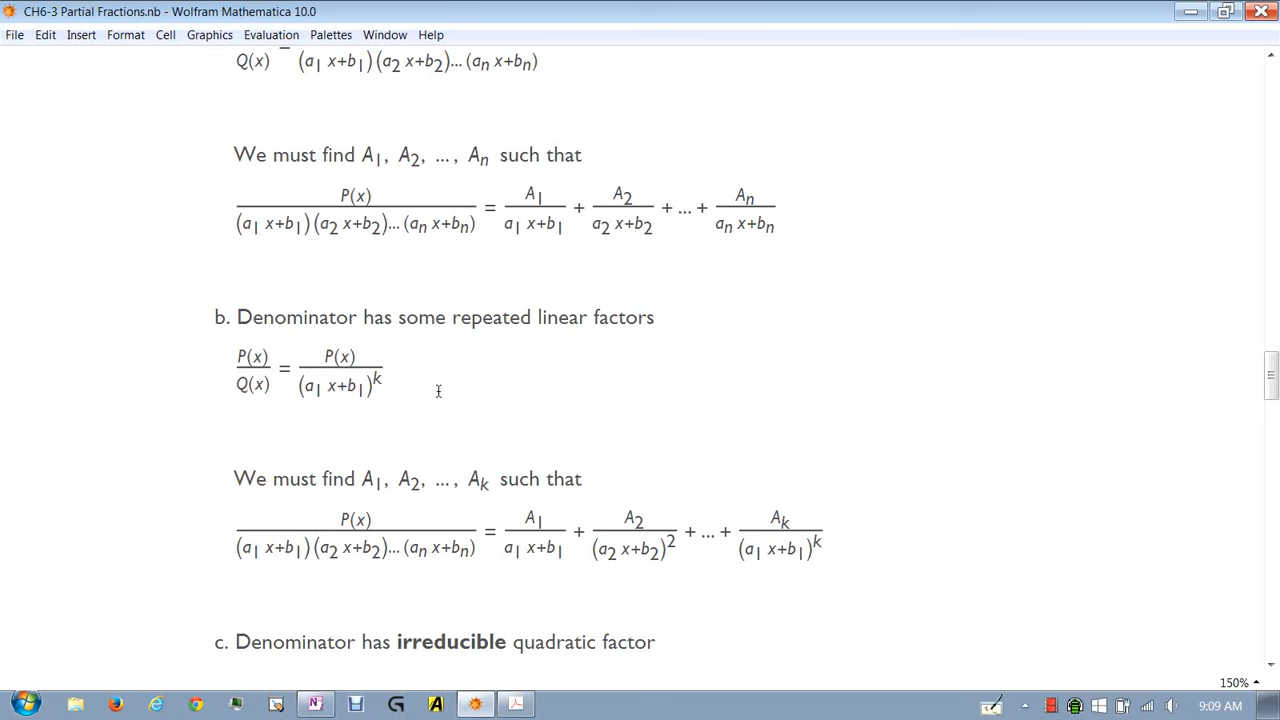 CH6-3 Partial Fractions.nb - Wolfram Mathematica 10.0
File Edit Insert Format Cell Graphics Evaluation Palettes Window Help
Q(x) = (a₁ x+b₁)(a₂ x+b₂)...(aₙ x+bₙ)
We must find A₁, A₂, ..., Aₙ such that
P(x)/((a₁ x+b₁)(a₂ x+b₂)...(aₙ x+bₙ)) = A₁/(a₁ x+b₁) + A₂/(a₂ x+b₂) + ... + Aₙ/(aₙ x+bₙ)
b. Denominator has some repeated linear factors
P(x)/Q(x) = P(x)/(a₁ x+b₁)ᵏ
We must find A₁, A₂, ..., Aₖ such that
P(x)/((a₁ x+b₁)(a₂ x+b₂)...(aₙ x+bₙ)) = A₁/(a₁ x+b₁) + A₂/(a₂ x+b₂)² + ... + Aₖ/(a₁ x+b₁)ᵏ
c. Denominator has irreducible quadratic factor
150%
9:09 AM